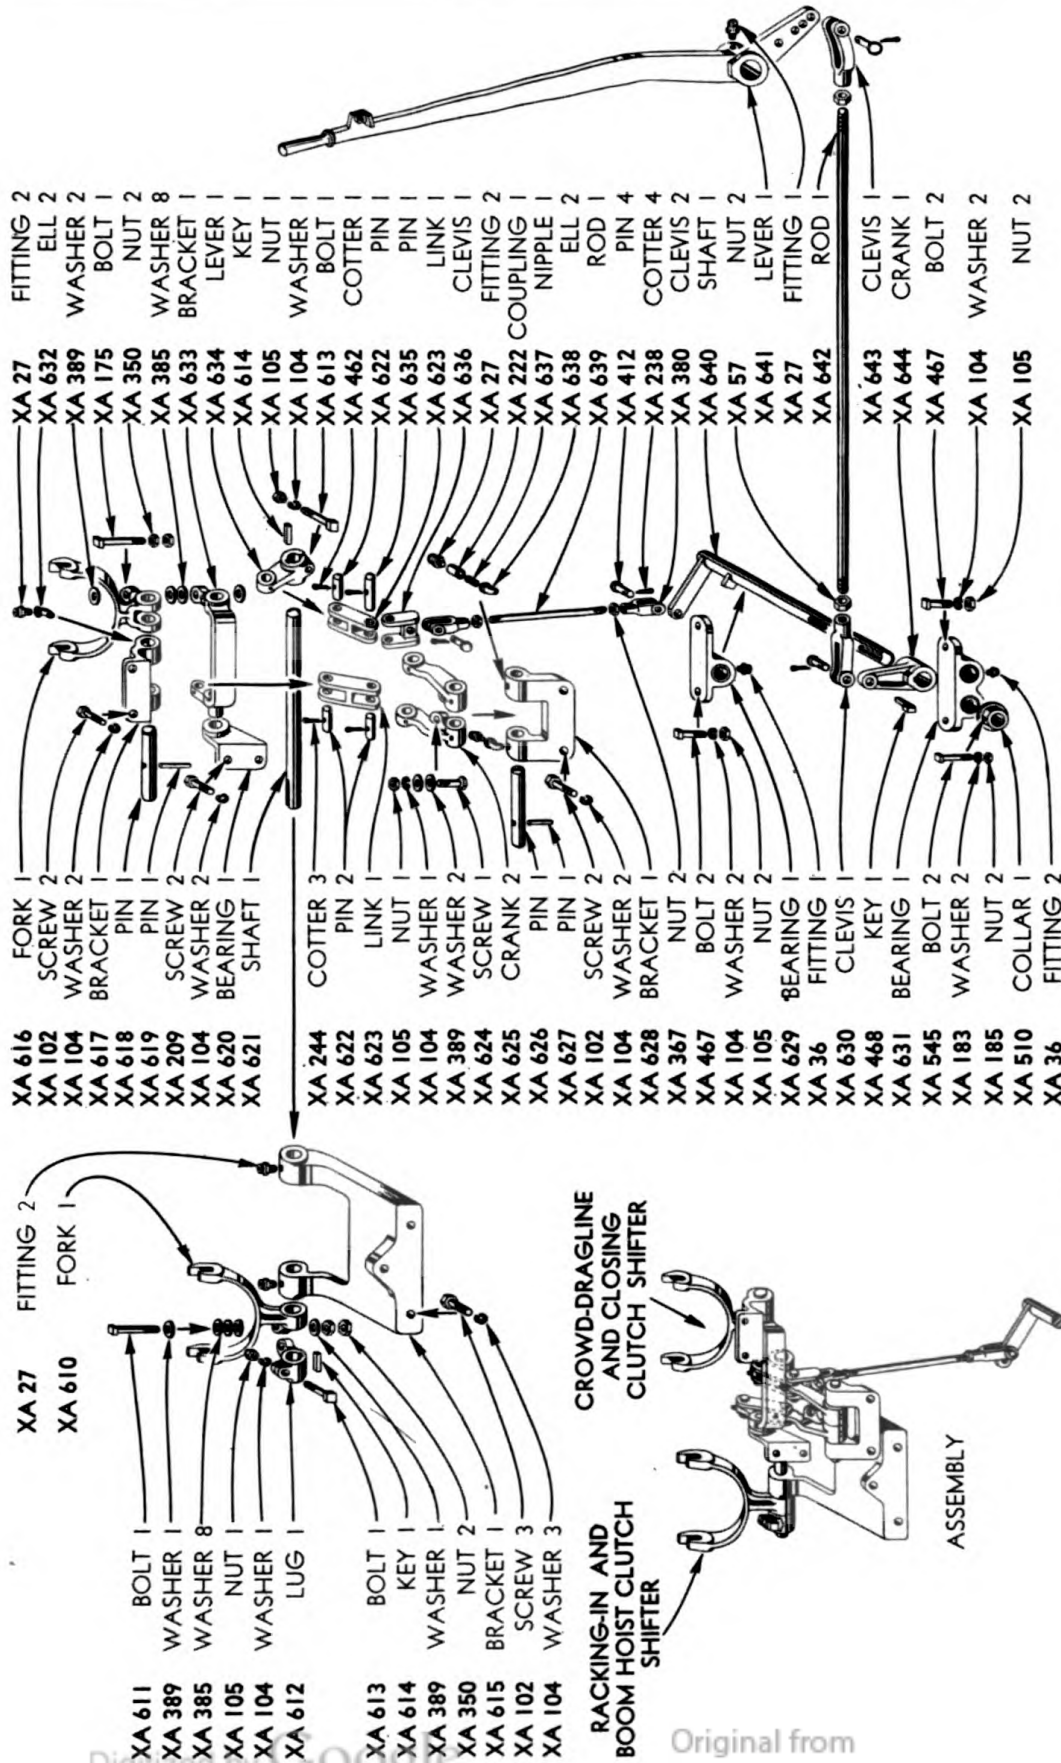 XA 27 FITTING 2
XA 610 FORK 1
XA 611 BOLT 1
XA 389 WASHER 1
XA 385 WASHER 8
XA 105 NUT 1
XA 104 WASHER 1
XA 612 LUG 1
XA 613 BOLT 1
XA 614 KEY 1
XA 389 WASHER 1
XA 350 NUT 2
XA 615 BRACKET 1
XA 102 SCREW 3
XA 104 WASHER 3
RACKING-IN AND
BOOM HOIST CLUTCH
SHIFTER
CROWD-DRAGLINE
AND CLOSING
CLUTCH SHIFTER
ASSEMBLY
XA 616 FORK 1
XA 102 SCREW 2
XA 104 WASHER 2
XA 617 BRACKET 1
XA 618 PIN 1
XA 619 PIN 1
XA 209 SCREW 2
XA 104 WASHER 2
XA 620 BEARING 1
XA 621 SHAFT 1
XA 244 COTTER 3
XA 622 PIN 2
XA 623 LINK 1
XA 105 NUT 1
XA 104 WASHER 1
XA 389 WASHER 2
XA 624 SCREW 1
XA 625 CRANK 2
XA 626 PIN 1
XA 627 PIN 1
XA 102 SCREW 2
XA 104 WASHER 2
XA 628 BRACKET 1
XA 367 NUT 2
XA 467 BOLT 2
XA 104 WASHER 2
XA 105 NUT 2
XA 629 BEARING 1
XA 36 FITTING 1
XA 630 CLEVIS 1
XA 468 KEY 1
XA 631 BEARING 1
XA 545 BOLT 2
XA 183 WASHER 2
XA 185 NUT 2
XA 510 COLLAR 1
XA 36 FITTING 2
XA 27 FITTING 2
XA 632 ELL 2
XA 389 WASHER 2
XA 175 BOLT 1
XA 350 NUT 2
XA 385 WASHER 8
XA 633 BRACKET 1
XA 634 LEVER 1
XA 614 KEY 1
XA 105 NUT 1
XA 104 WASHER 1
XA 613 BOLT 1
XA 462 COTTER 1
XA 622 PIN 1
XA 635 PIN 1
XA 623 LINK 1
XA 636 CLEVIS 1
XA 27 FITTING 2
XA 222 COUPLING 1
XA 637 NIPPLE 1
XA 638 ELL 2
XA 639 ROD 1
XA 412 PIN 4
XA 238 COTTER 4
XA 380 CLEVIS 2
XA 640 SHAFT 1
XA 57 NUT 2
XA 641 LEVER 1
XA 27 FITTING 1
XA 642 ROD 1
XA 643 CLEVIS 1
XA 644 CRANK 1
XA 467 BOLT 2
XA 104 WASHER 2
XA 105 NUT 2
Digitized by Google
Original from